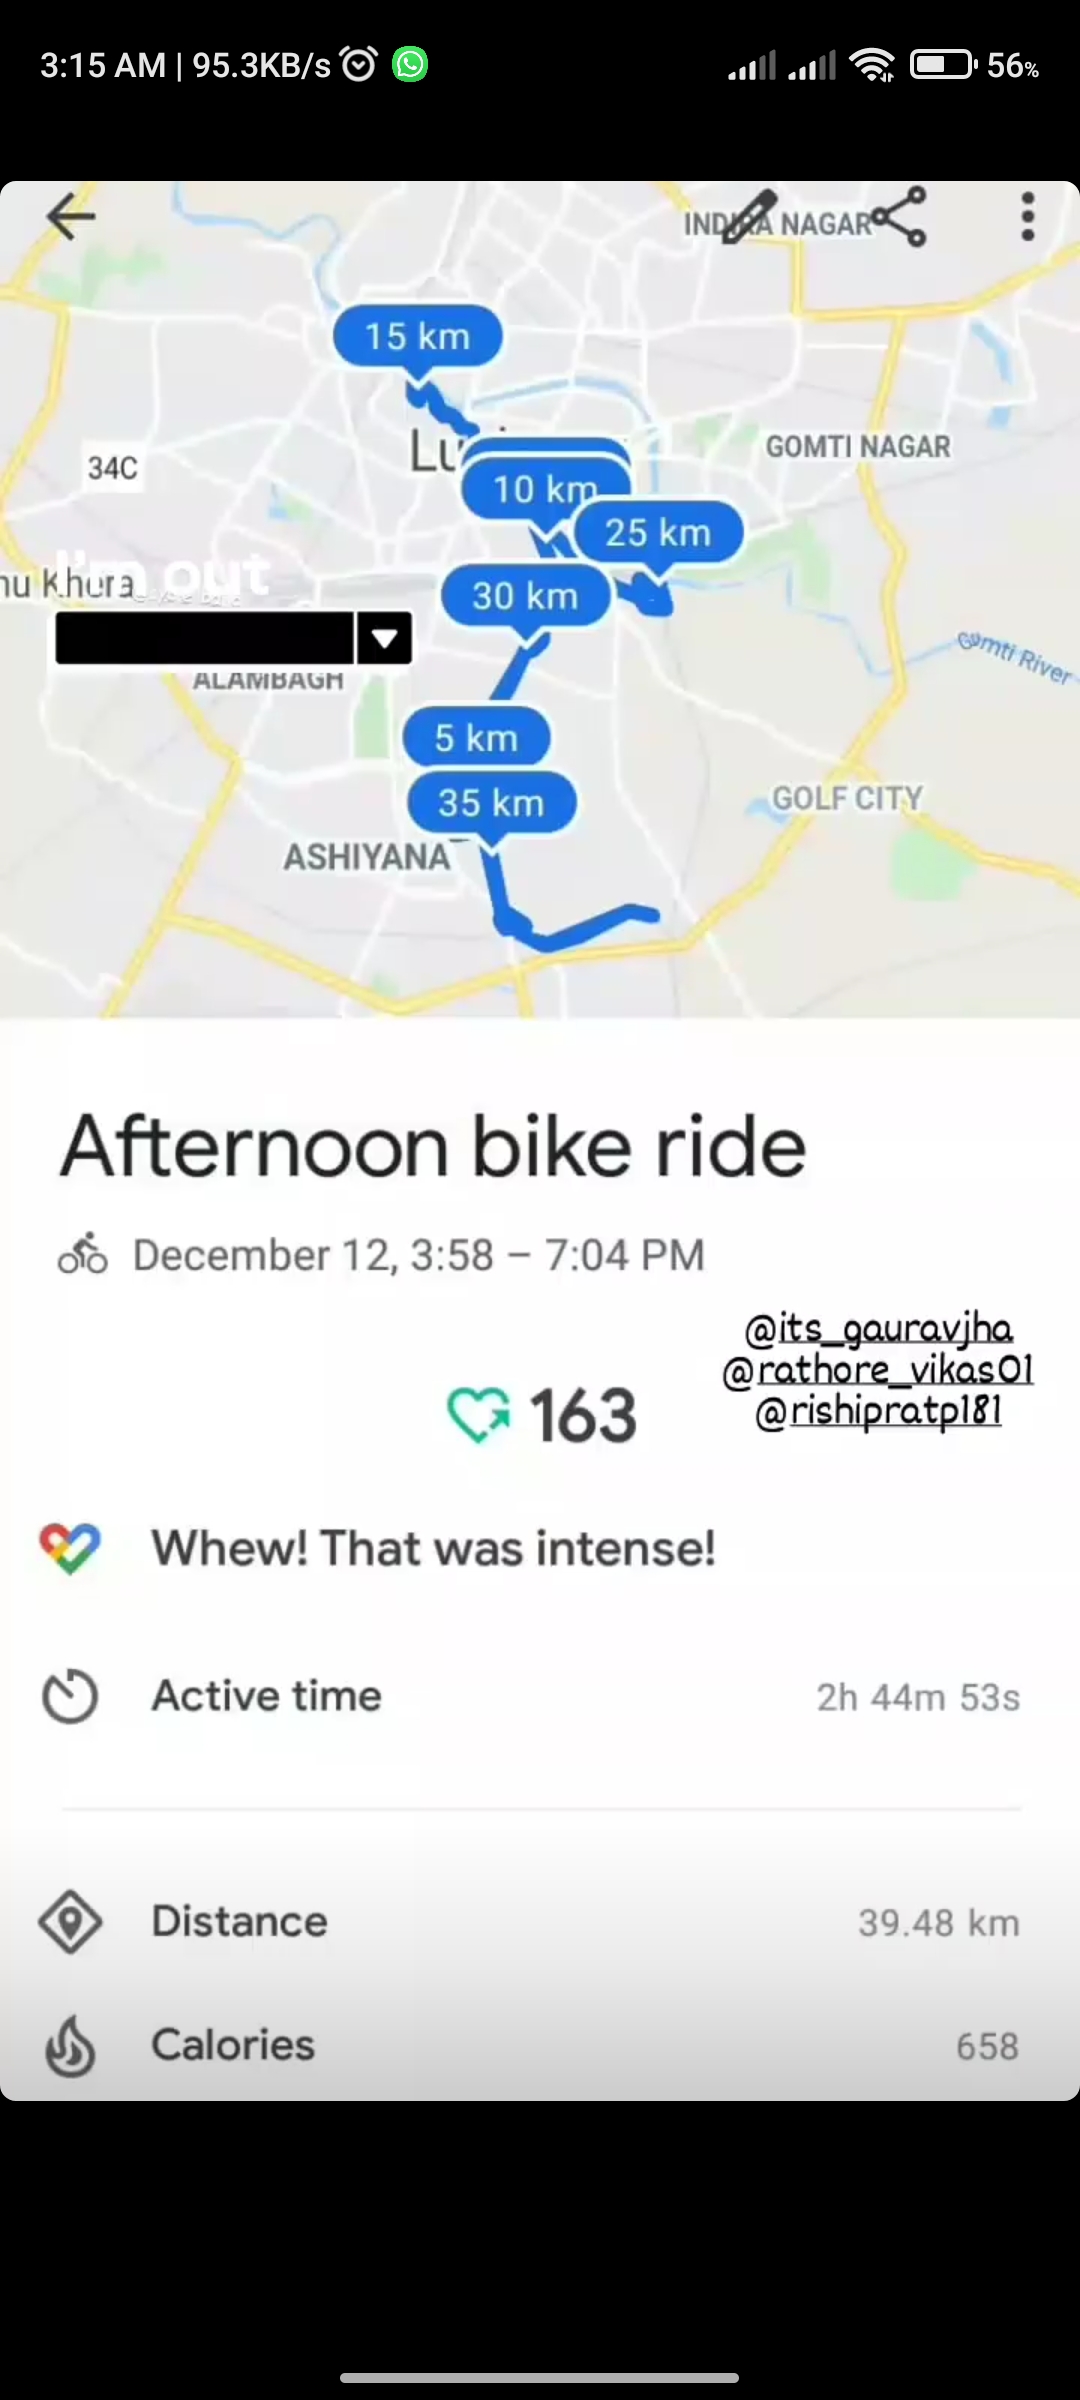 3:15 AM | 95.3KB/s
56%
INDIRA NAGAR
15 km
34C
Lu
GOMTI NAGAR
10 km
25 km
I'm out
nu Khera
30 km
Gomti River
ALAMBAGH
5 km
35 km
GOLF CITY
ASHIYANA
Afternoon bike ride
December 12, 3:58 – 7:04 PM
@its_gauravjha
@rathore_vikas01
@rishipratp181
163
Whew! That was intense!
Active time 2h 44m 53s
Distance 39.48 km
Calories 658